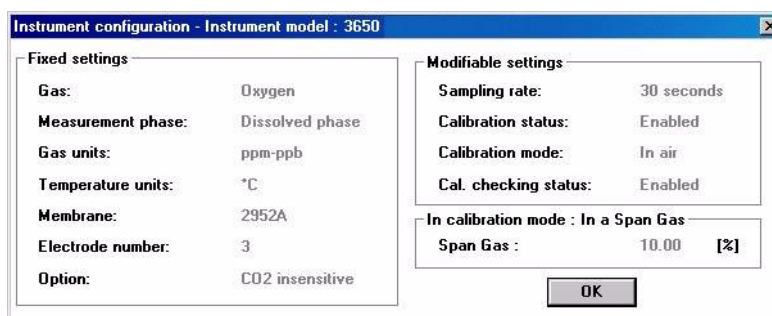 Instrument configuration - Instrument model : 3650
Fixed settings
Gas: Oxygen
Measurement phase: Dissolved phase
Gas units: ppm-ppb
Temperature units: °C
Membrane: 2952A
Electrode number: 3
Option: CO2 insensitive
Modifiable settings
Sampling rate: 30 seconds
Calibration status: Enabled
Calibration mode: In air
Cal. checking status: Enabled
In calibration mode : In a Span Gas
Span Gas : 10.00 [%]
OK